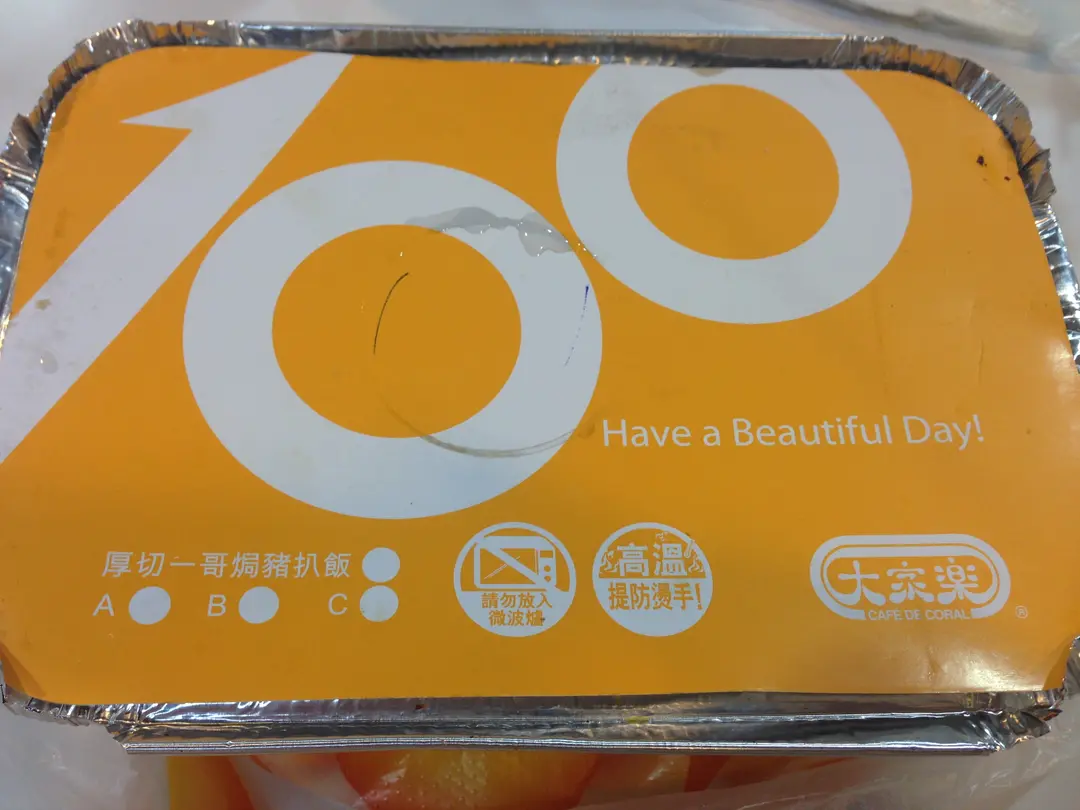 100
Have a Beautiful Day!
厚切一哥焗豬扒飯
A B C
請勿放入
微波爐
高溫
提防燙手!
大家樂
CAFE DE CORAL
®